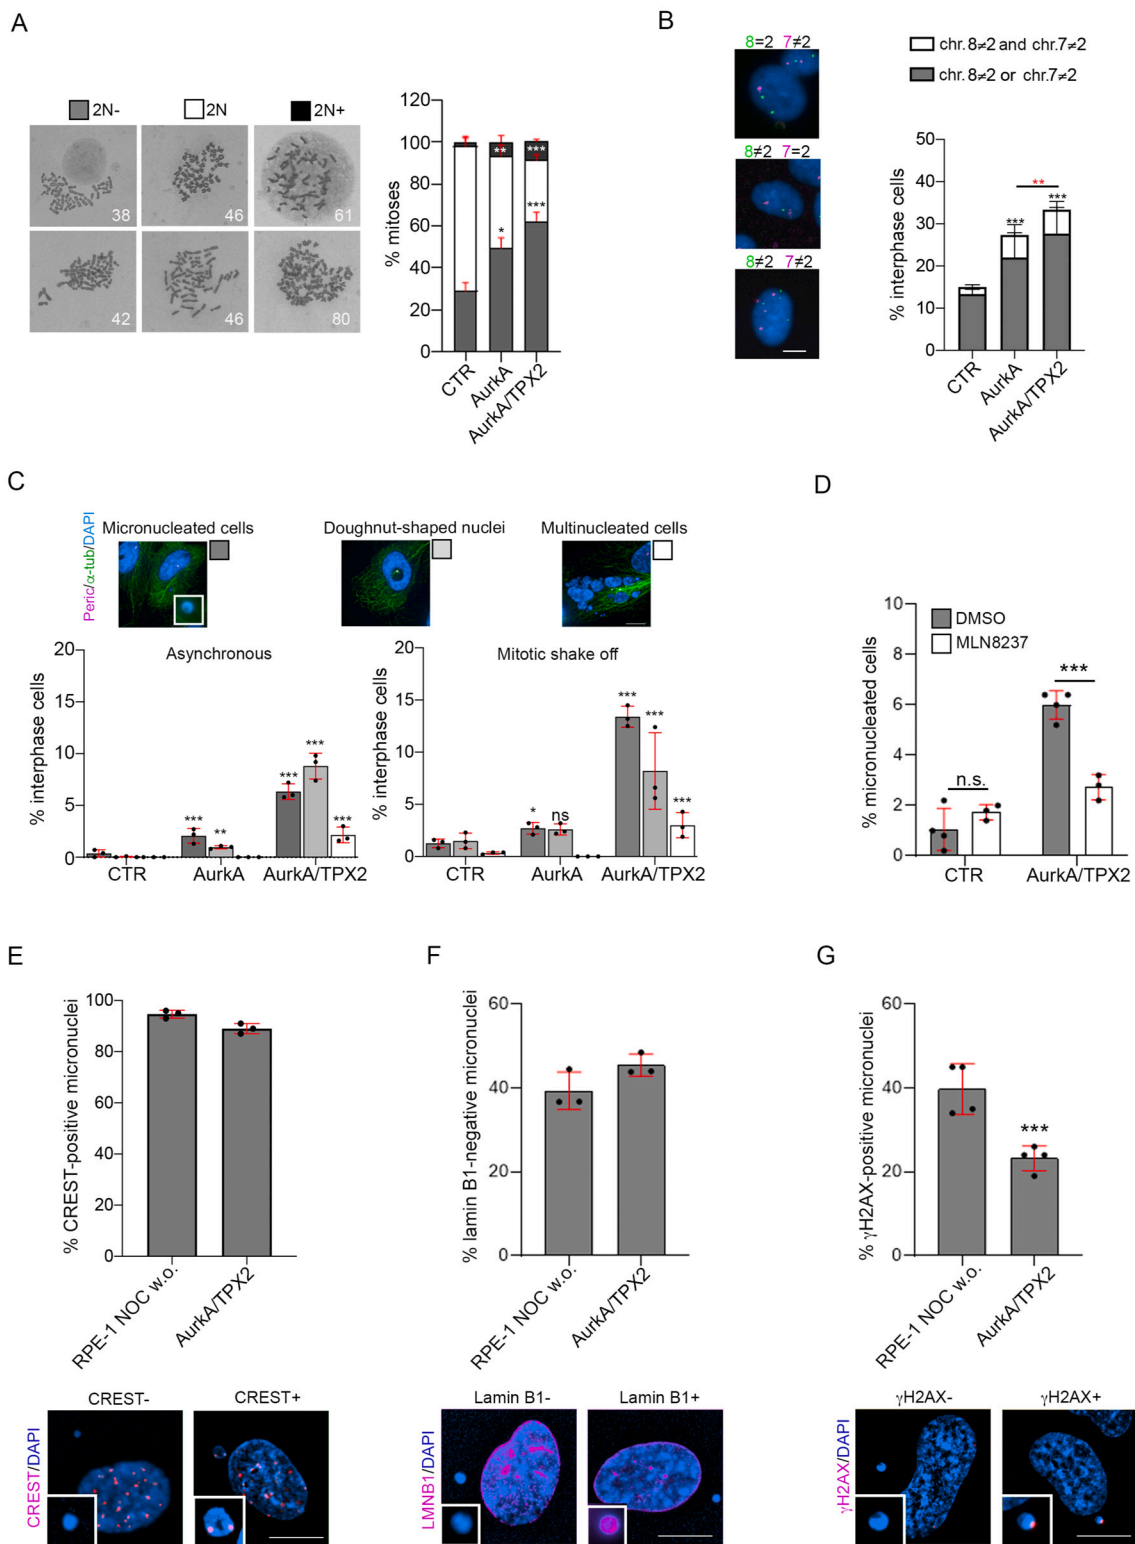 A
2N-
2N
2N+
38
46
61
42
46
80
% mitoses
120
100
80
60
40
20
0
**
***
*
***
CTR
AurkA
AurkA/TPX2
B
8=2 7≠2
8≠2 7=2
8≠2 7≠2
chr.8≠2 and chr.7≠2
chr.8≠2 or chr.7≠2
% interphase cells
50
40
30
20
10
0
**
***
***
CTR
AurkA
AurkA/TPX2
C
Micronucleated cells
Doughnut-shaped nuclei
Multinucleated cells
Peric/α-tub/DAPI
Asynchronous
% interphase cells
20
15
10
5
0
***
**
***
***
***
CTR
AurkA
AurkA/TPX2
Mitotic shake off
% interphase cells
20
15
10
5
0
*
ns
***
***
***
CTR
AurkA
AurkA/TPX2
D
% micronucleated cells
10
8
6
4
2
0
DMSO
MLN8237
n.s.
***
CTR
AurkA/TPX2
E
% CREST-positive micronuclei
100
80
60
40
20
0
RPE-1 NOC w.o.
AurkA/TPX2
CREST-
CREST+
CREST/DAPI
F
% lamin B1-negative micronuclei
60
40
20
0
RPE-1 NOC w.o.
AurkA/TPX2
Lamin B1-
Lamin B1+
LMNB1/DAPI
G
% γH2AX-positive micronuclei
60
40
20
0
***
RPE-1 NOC w.o.
AurkA/TPX2
γH2AX-
γH2AX+
γH2AX/DAPI